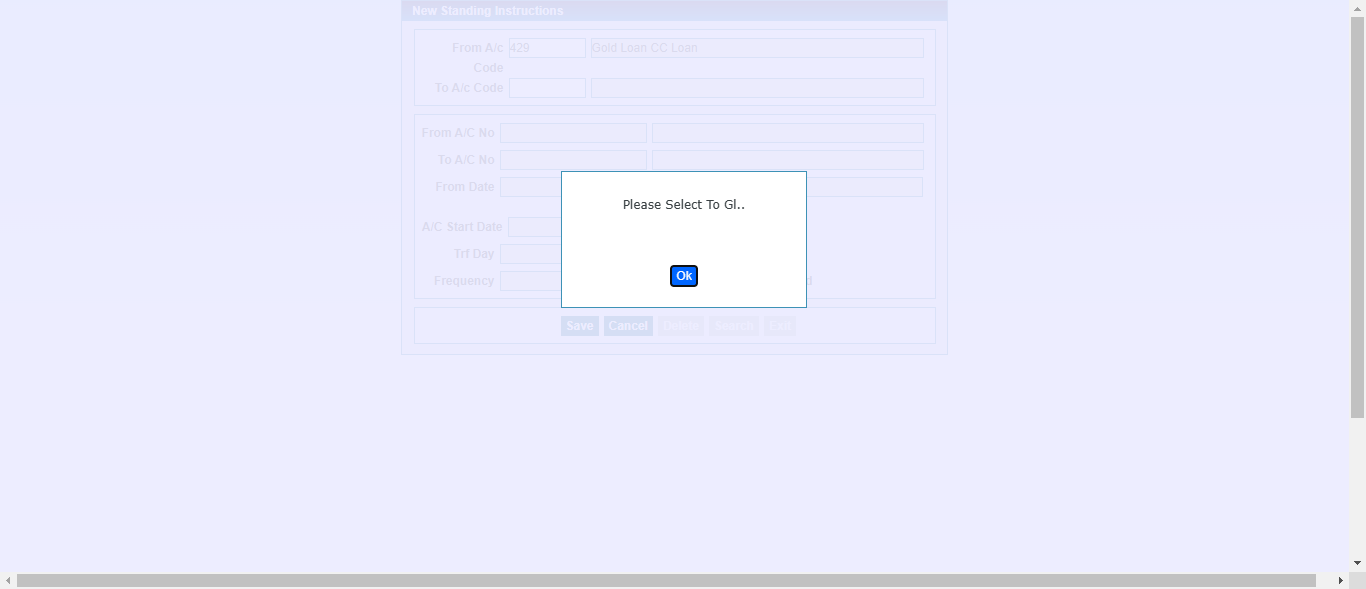 New Standing Instructions
From A/c Code 429 Gold Loan CC Loan
To A/c Code
From A/C No
To A/C No
From Date
Please Select To Gl..
A/C Start Date
Trf Day
Ok
Frequency
Save Cancel Delete Search Exit